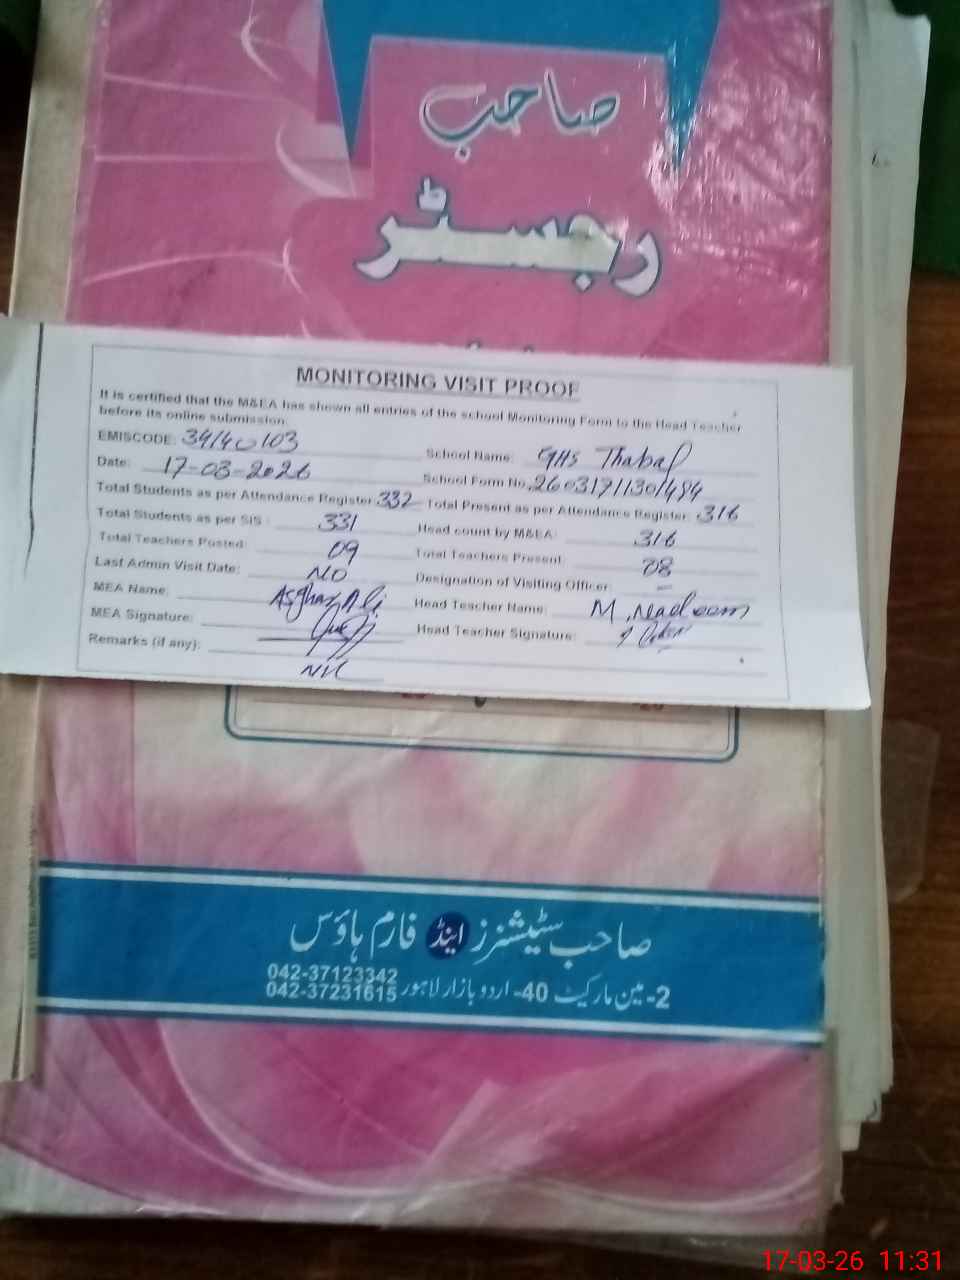 صاحب
رجسٹر
MONITORING VISIT PROOF
It is certified that the M&EA has shown all entries of the school Monitoring Form to the Head Teacher
before its online submission.
EMISCODE: 34140103 School Name: GHS Thabal
Date: 17-03-2026 School Form No. 26031711301484
Total Students as per Attendance Register: 332 Total Present as per Attendance Register: 316
Total Students as per SIS: 331 Head count by M&EA: 316
Total Teachers Posted: 09 Total Teachers Present: 08
Last Admin Visit Date: NO Designation of Visiting Officer: –
MEA Name: Asghar Ali Head Teacher Name: M. Nadeem
MEA Signature: Head Teacher Signature:
Remarks (if any): Nil
صاحب سٹیشنرز اینڈ فارم ہاؤس
2-مین مارکیٹ 40-اردو بازار لاہور 042-37123342
042-37231615
17-03-26 11:31